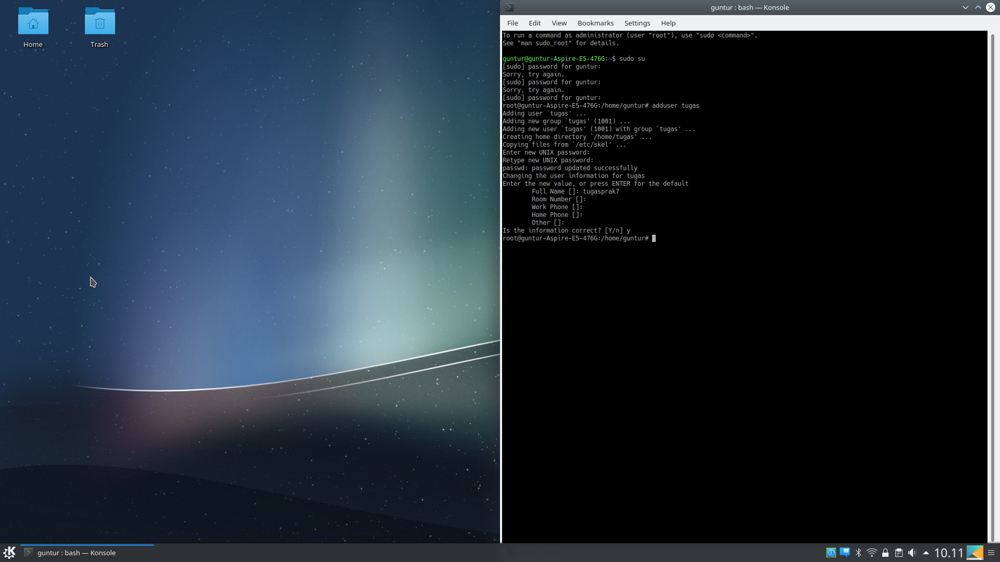 Home
Trash
guntur : bash — Konsole
File Edit View Bookmarks Settings Help
To run a command as administrator (user "root"), use "sudo <command>".
See "man sudo_root" for details.
guntur@guntur-Aspire-E5-476G:~$ sudo su
[sudo] password for guntur:
Sorry, try again.
[sudo] password for guntur:
Sorry, try again.
[sudo] password for guntur:
root@guntur-Aspire-E5-476G:/home/guntur# adduser tugas
Adding user `tugas' ...
Adding new group `tugas' (1001) ...
Adding new user `tugas' (1001) with group `tugas' ...
Creating home directory `/home/tugas' ...
Copying files from `/etc/skel' ...
Enter new UNIX password:
Retype new UNIX password:
passwd: password updated successfully
Changing the user information for tugas
Enter the new value, or press ENTER for the default
Full Name []: tugasprak7
Room Number []:
Work Phone []:
Home Phone []:
Other []:
Is the information correct? [Y/n] y
root@guntur-Aspire-E5-476G:/home/guntur#
guntur : bash — Konsole
10.11